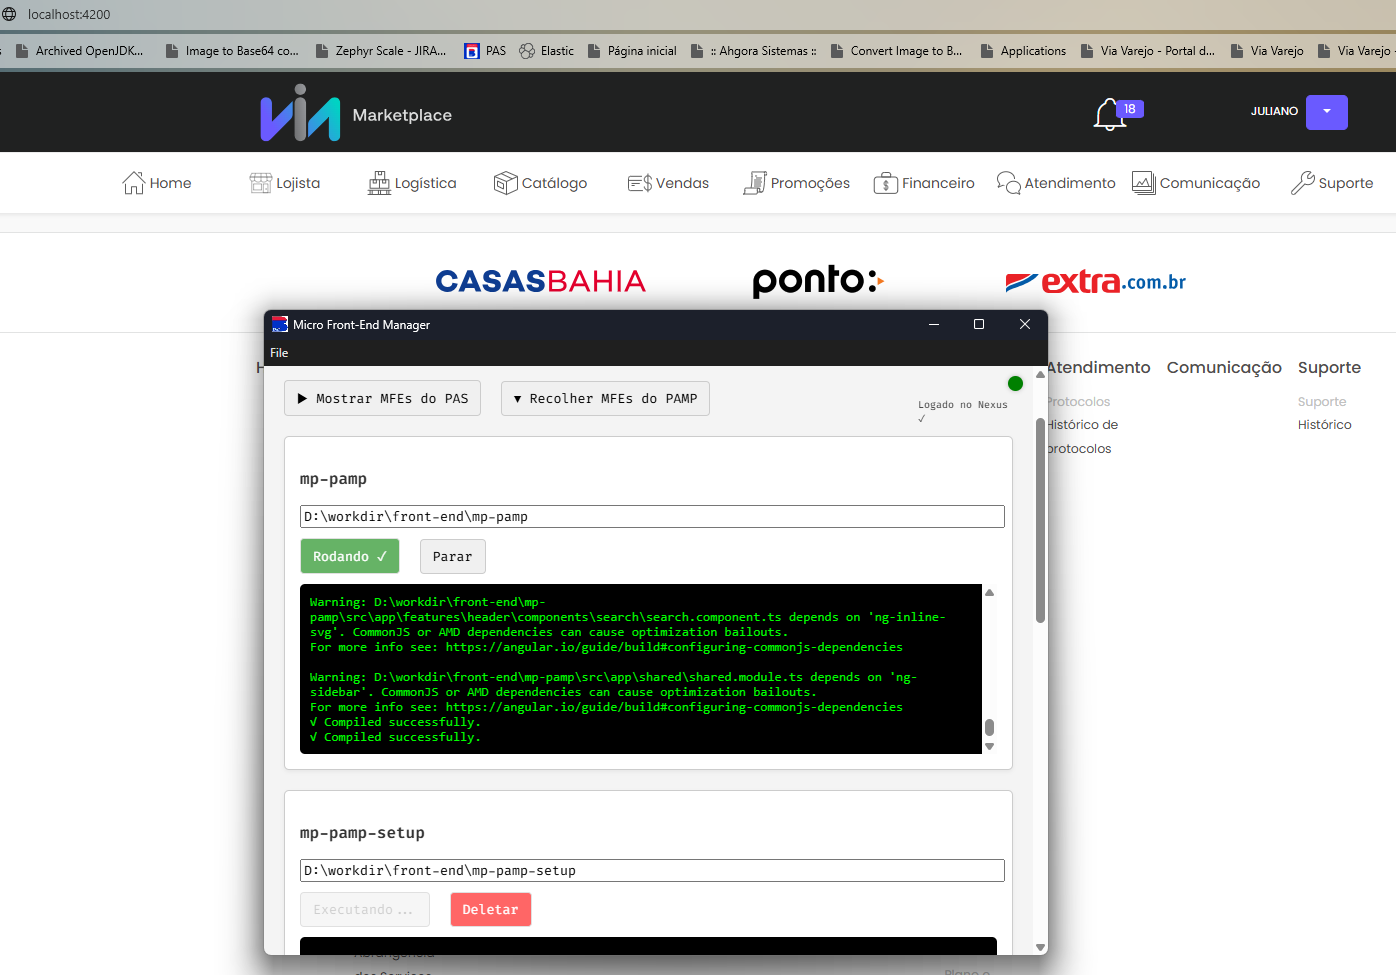 localhost:4200
Archived OpenJDK...
Image to Base64 co...
Zephyr Scale - JIRA...
PAS
Elastic
Página inicial
:: Ahgora Sistemas ::
Convert Image to B...
Applications
Via Varejo - Portal d...
Via Varejo
Via Varejo -
via Marketplace
18
JULIANO
Home
Lojista
Logística
Catálogo
Vendas
Promoções
Financeiro
Atendimento
Comunicação
Suporte
CASASBAHIA
ponto:
extra.com.br
Micro Front-End Manager
File
▶ Mostrar MFEs do PAS
▼ Recolher MFEs do PAMP
Logado no Nexus
✓
mp-pamp
D:\workdir\front-end\mp-pamp
Rodando ✓
Parar
Warning: D:\workdir\front-end\mp-
pamp\src\app\features\header\components\search\search.component.ts depends on 'ng-inline-
svg'. CommonJS or AMD dependencies can cause optimization bailouts.
For more info see: https://angular.io/guide/build#configuring-commonjs-dependencies
Warning: D:\workdir\front-end\mp-pamp\src\app\shared\shared.module.ts depends on 'ng-
sidebar'. CommonJS or AMD dependencies can cause optimization bailouts.
For more info see: https://angular.io/guide/build#configuring-commonjs-dependencies
√ Compiled successfully.
√ Compiled successfully.
mp-pamp-setup
D:\workdir\front-end\mp-pamp-setup
Executando...
Deletar
Atendimento
Protocolos
Histórico de
protocolos
Comunicação
Suporte
Suporte
Histórico
Abrangência
dos Serviços
Plano e